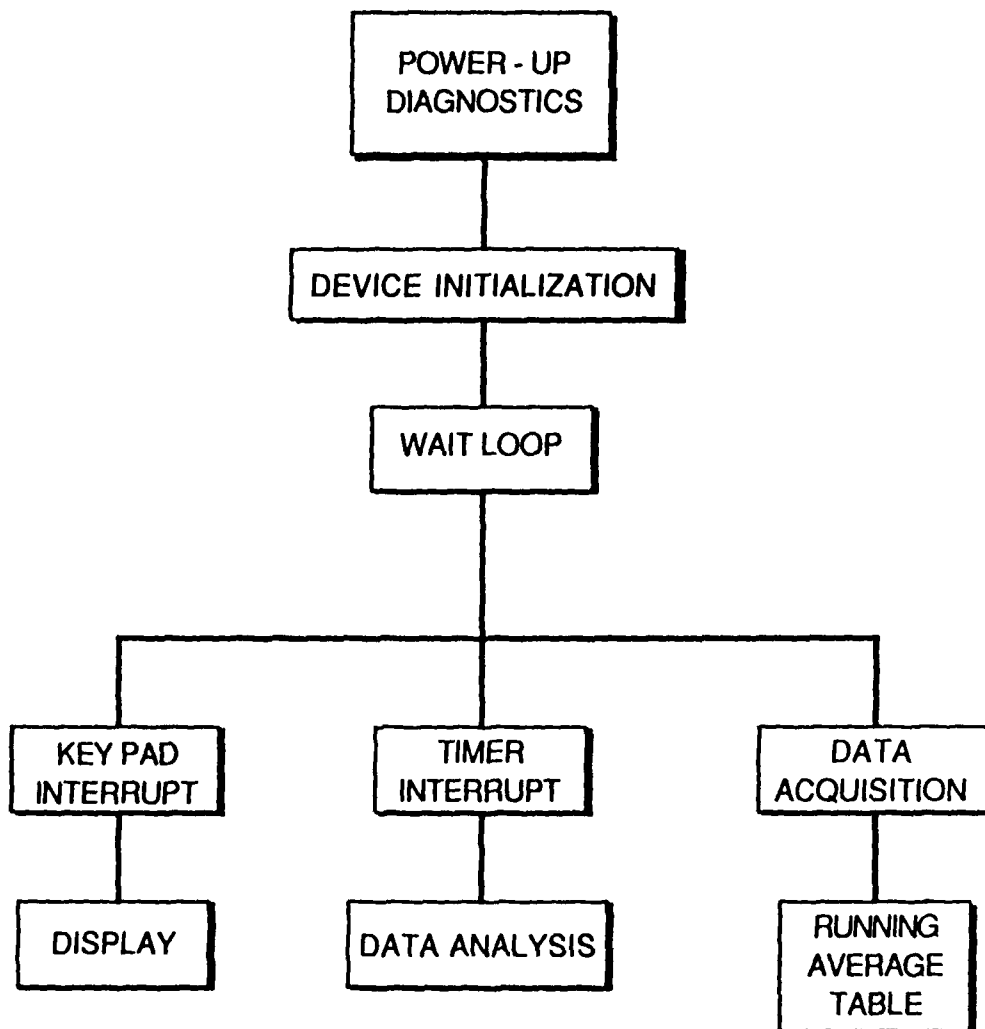 POWER - UP
DIAGNOSTICS
DEVICE INITIALIZATION
WAIT LOOP
KEY PAD
INTERRUPT
TIMER
INTERRUPT
DATA
ACQUISITION
DISPLAY
DATA ANALYSIS
RUNNING
AVERAGE
TABLE